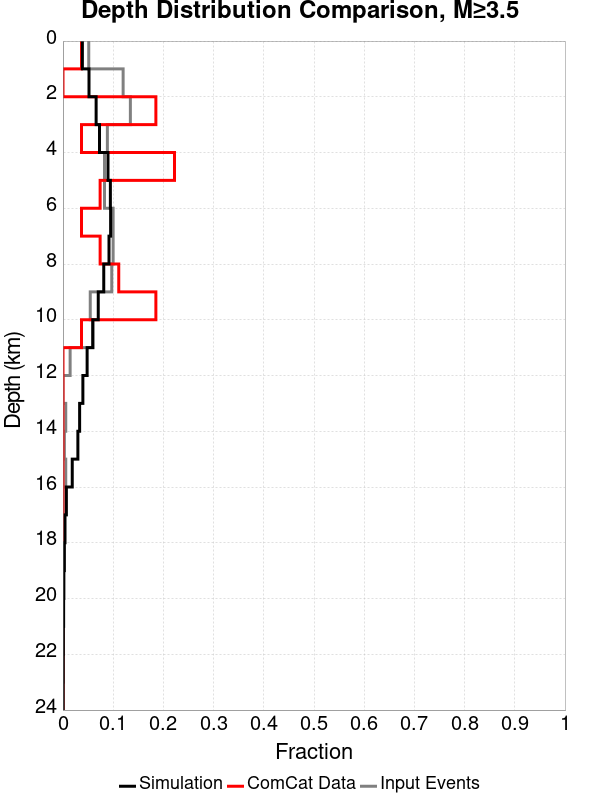 Depth Distribution Comparison, M≥3.5
0
2
4
6
8
10
12
14
16
18
20
22
24
Depth (km)
0 0.1 0.2 0.3 0.4 0.5 0.6 0.7 0.8 0.9 1
Fraction
Simulation ComCat Data Input Events